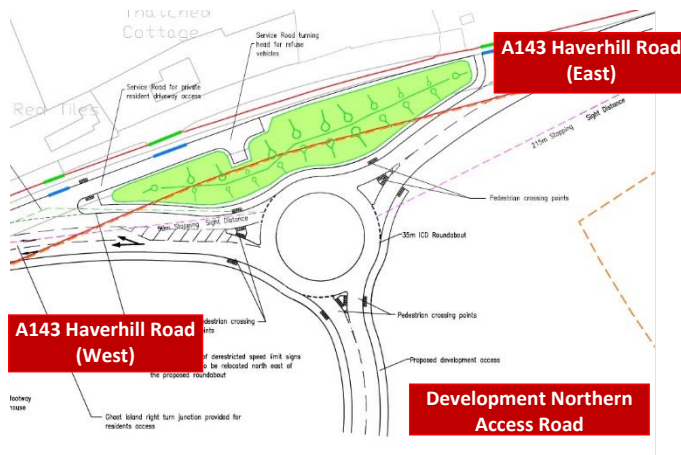 Thatched
Cottage
Service Road turning
head for refuse
vehicles
A143 Haverhill Road
(East)
Service Road for private
resident driveway access
Red Tiles
215m Stopping Sight Distance
Pedestrian crossing points
90m Stopping Sight Distance
35m ICD Roundabout
A143 Haverhill Road
(West)
pedestrian crossing
points
Pedestrian crossing points
of derestricted speed limit signs
be relocated north east of
the proposed roundabout
Proposed development access
footway
house
Ghost island right turn junction provided for
residents access
Development Northern
Access Road